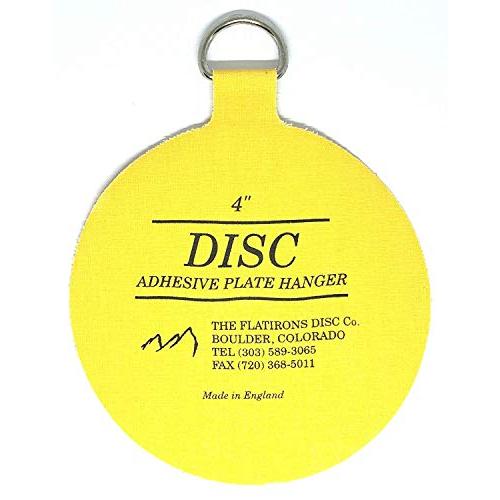 4"
DISC
ADHESIVE PLATE HANGER
THE FLATIRONS DISC Co.
BOULDER, COLORADO
TEL (303) 589-3065
FAX (720) 368-5011
Made in England